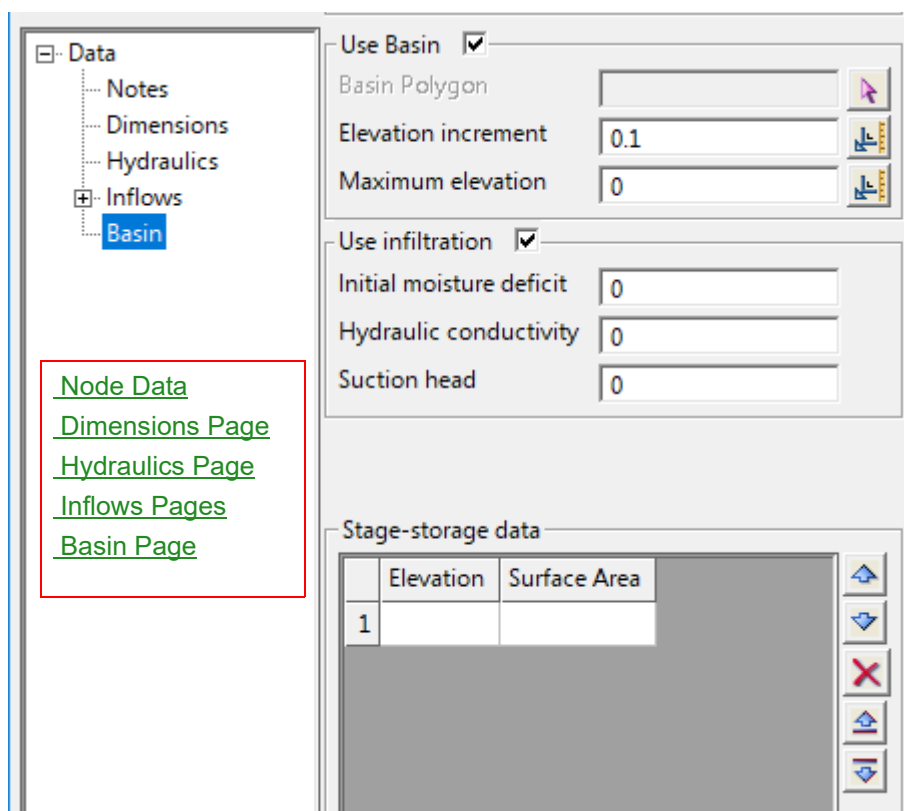 Data
Notes
Dimensions
Hydraulics
Inflows
Basin
Node Data
Dimensions Page
Hydraulics Page
Inflows Pages
Basin Page
Use Basin
Basin Polygon
Elevation increment 0.1
Maximum elevation 0
Use infiltration
Initial moisture deficit 0
Hydraulic conductivity 0
Suction head 0
Stage-storage data
Elevation Surface Area
1